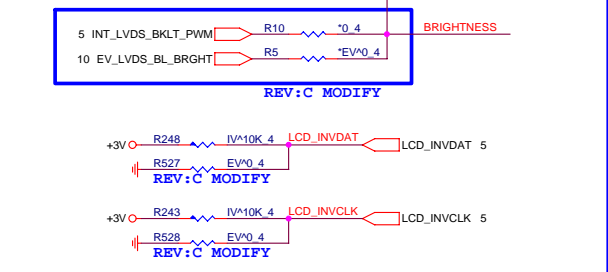 5 INT_LVDS_BKLT_PWM R10 *0_4 BRIGHTNESS
10 EV_LVDS_BL_BRGHT R5 *EV^0_4
REV:C MODIFY
+3V R248 IV^10K_4 LCD_INVDAT LCD_INVDAT 5
R527 EV^0_4
REV:C MODIFY
+3V R243 IV^10K_4 LCD_INVCLK LCD_INVCLK 5
R528 EV^0_4
REV:C MODIFY